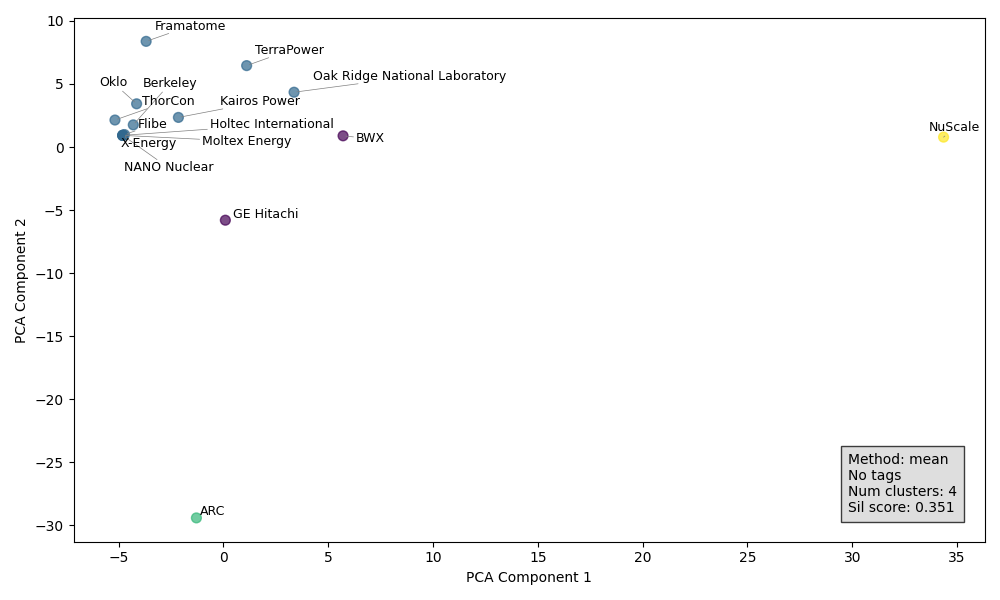 10
5
0
−5
−10
−15
−20
−25
−30
PCA Component 2
Framatome
TerraPower
Oak Ridge National Laboratory
Oklo
Berkeley
ThorCon
Kairos Power
Flibe
Holtec International
X-Energy
Moltex Energy
BWX
NuScale
NANO Nuclear
GE Hitachi
ARC
Method: mean
No tags
Num clusters: 4
Sil score: 0.351
−5 0 5 10 15 20 25 30 35
PCA Component 1